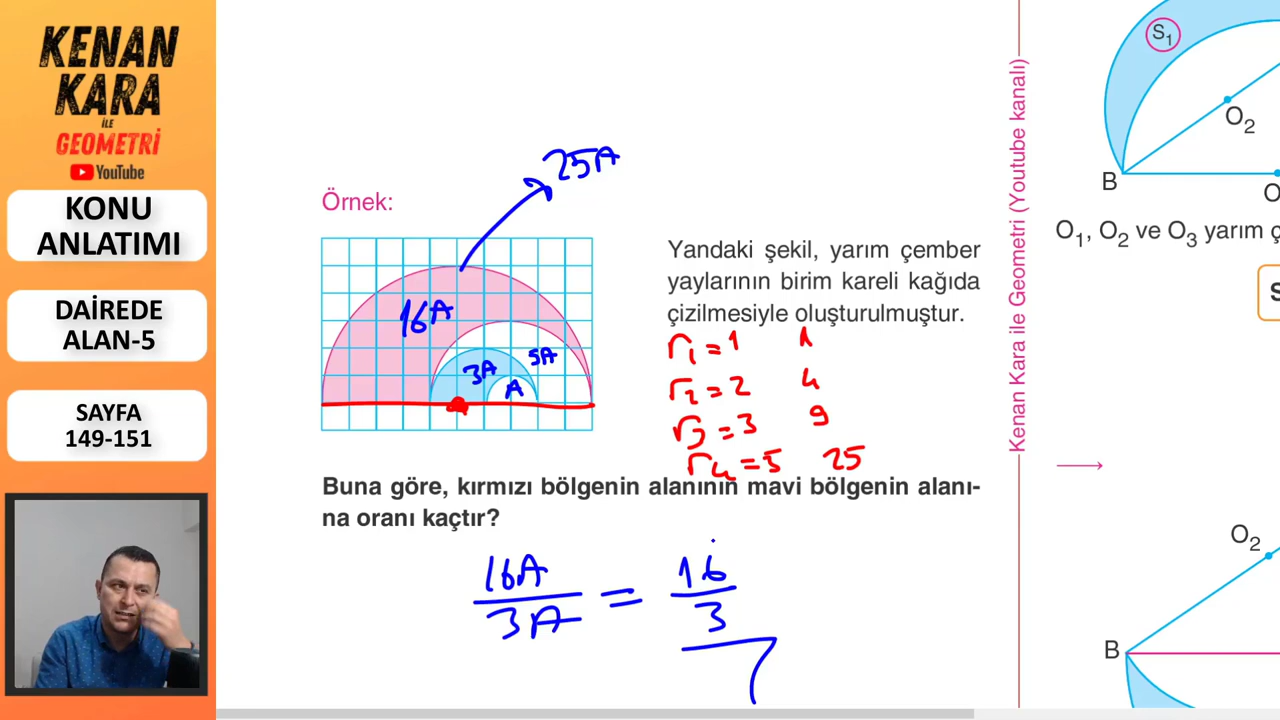 KENAN
KARA
İLE
GEOMETRİ
YouTube
KONU
ANLATIMI
DAİREDE
ALAN-5
SAYFA
149-151
Örnek:
25A
16A
3A
5A
A
Yandaki şekil, yarım çember
yaylarının birim kareli kağıda
çizilmesiyle oluşturulmuştur.
r1 = 1 1
r2 = 2 4
r3 = 3 9
r4 = 5 25
Buna göre, kırmızı bölgenin alanının mavi bölgenin alanı-
na oranı kaçtır?
16A/3A = 16/3
Kenan Kara ile Geometri (Youtube kanalı)
S1
O2
B
O
O1, O2 ve O3 yarım ç
S
O2
B